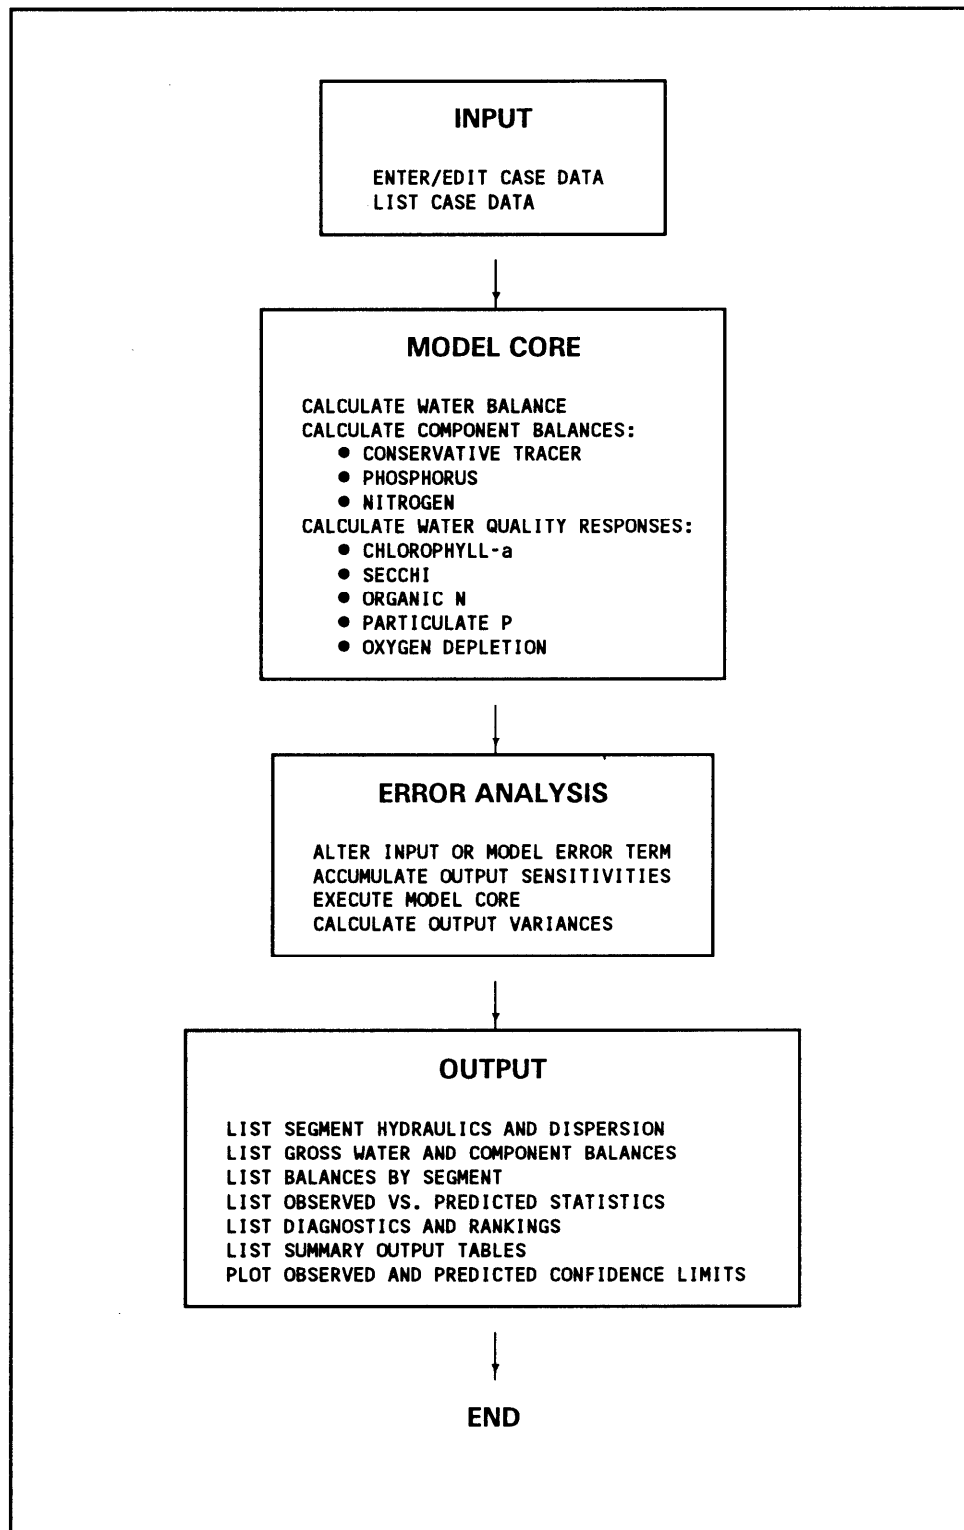 INPUT
ENTER/EDIT CASE DATA
LIST CASE DATA
MODEL CORE
CALCULATE WATER BALANCE
CALCULATE COMPONENT BALANCES:
● CONSERVATIVE TRACER
● PHOSPHORUS
● NITROGEN
CALCULATE WATER QUALITY RESPONSES:
● CHLOROPHYLL-a
● SECCHI
● ORGANIC N
● PARTICULATE P
● OXYGEN DEPLETION
ERROR ANALYSIS
ALTER INPUT OR MODEL ERROR TERM
ACCUMULATE OUTPUT SENSITIVITIES
EXECUTE MODEL CORE
CALCULATE OUTPUT VARIANCES
OUTPUT
LIST SEGMENT HYDRAULICS AND DISPERSION
LIST GROSS WATER AND COMPONENT BALANCES
LIST BALANCES BY SEGMENT
LIST OBSERVED VS. PREDICTED STATISTICS
LIST DIAGNOSTICS AND RANKINGS
LIST SUMMARY OUTPUT TABLES
PLOT OBSERVED AND PREDICTED CONFIDENCE LIMITS
END